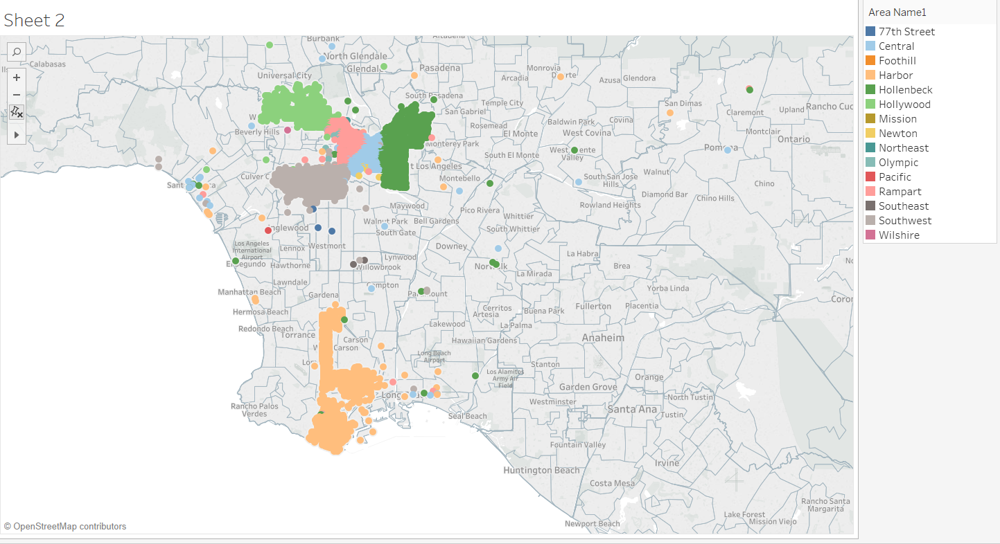 Sheet 2
Area Name1
77th Street
Central
Foothill
Harbor
Hollenbeck
Hollywood
Mission
Newton
Northeast
Olympic
Pacific
Rampart
Southeast
Southwest
Wilshire
Burbank
North Glendale
Calabasas
Glendale
Pasadena
Monrovia
Universal City
Arcadia
Azusa
Glendora
South Pasadena
Temple City
San Dimas
San Gabriel
Claremont
Upland
Rancho Cuc
Beverly Hills
Rosemead
Baldwin Park
Covina
El Monte
West Covina
Montclair
Ontario
Monterey Park
South El Monte
Valley
t Los Angeles
Culver C
Montebello
Walnut
South San Jose
Hills
Chino
Diamond Bar
Chino Hills
Maywood
Pico Rivera
Rowland Heights
Whittier
Walnut Park
Bell Gardens
South Gate
South Whittier
nglewood
Los Angeles
International
Airport
Lennox
Westmont
Downey
La Habra
Lynwood
Hawthorne
Willowbrook
Brea
La Mirada
Lawndale
Yorba Linda
Manhattan Beach
Gardena
Hermosa Beach
Cerritos
Artesia
Buena Park
Fullerton
Placentia
Coron
Redondo Beach
Torrance
Lakewood
La Palma
Carson
Carson
Hawaiian Gardens
Anaheim
Long Beach
Airport
Stanton
Los Alamitos
Army Air
Field
Orange
Garden Grove
Rancho Palos
Verdes
Westminster
North Tustin
Santa Ana
Tustin
Seal Beach
Fountain Valley
Irvine
Huntington Beach
Costa Mesa
Rancho Santa
Margarita
Lake Forest
Mission Viejo
Newport Beach
© OpenStreetMap contributors